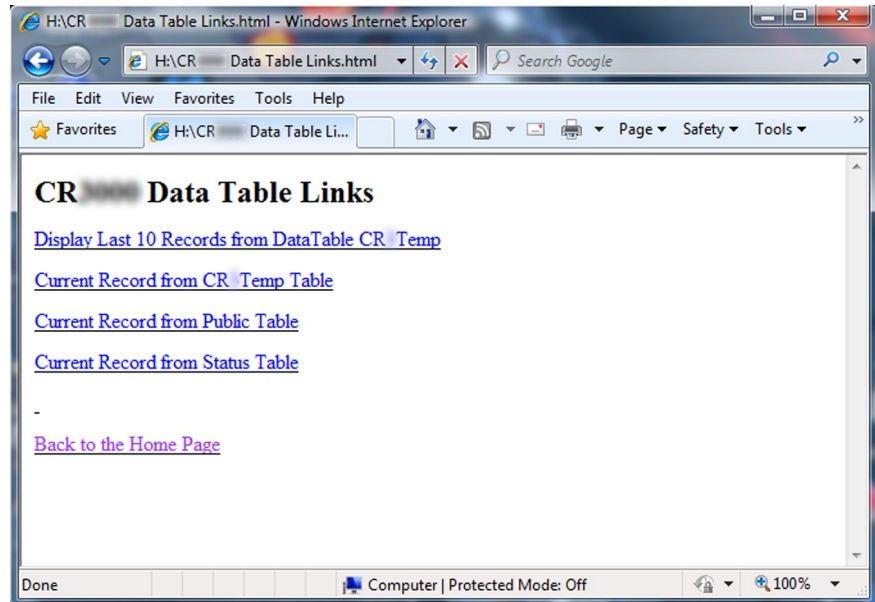 H:\CR Data Table Links.html - Windows Internet Explorer
H:\CR Data Table Links.html
Search Google
File Edit View Favorites Tools Help
Favorites H:\CR Data Table Li... Page Safety Tools »
CR Data Table Links
Display Last 10 Records from DataTable CR Temp
Current Record from CR Temp Table
Current Record from Public Table
Current Record from Status Table
-
Back to the Home Page
Done Computer | Protected Mode: Off 100%